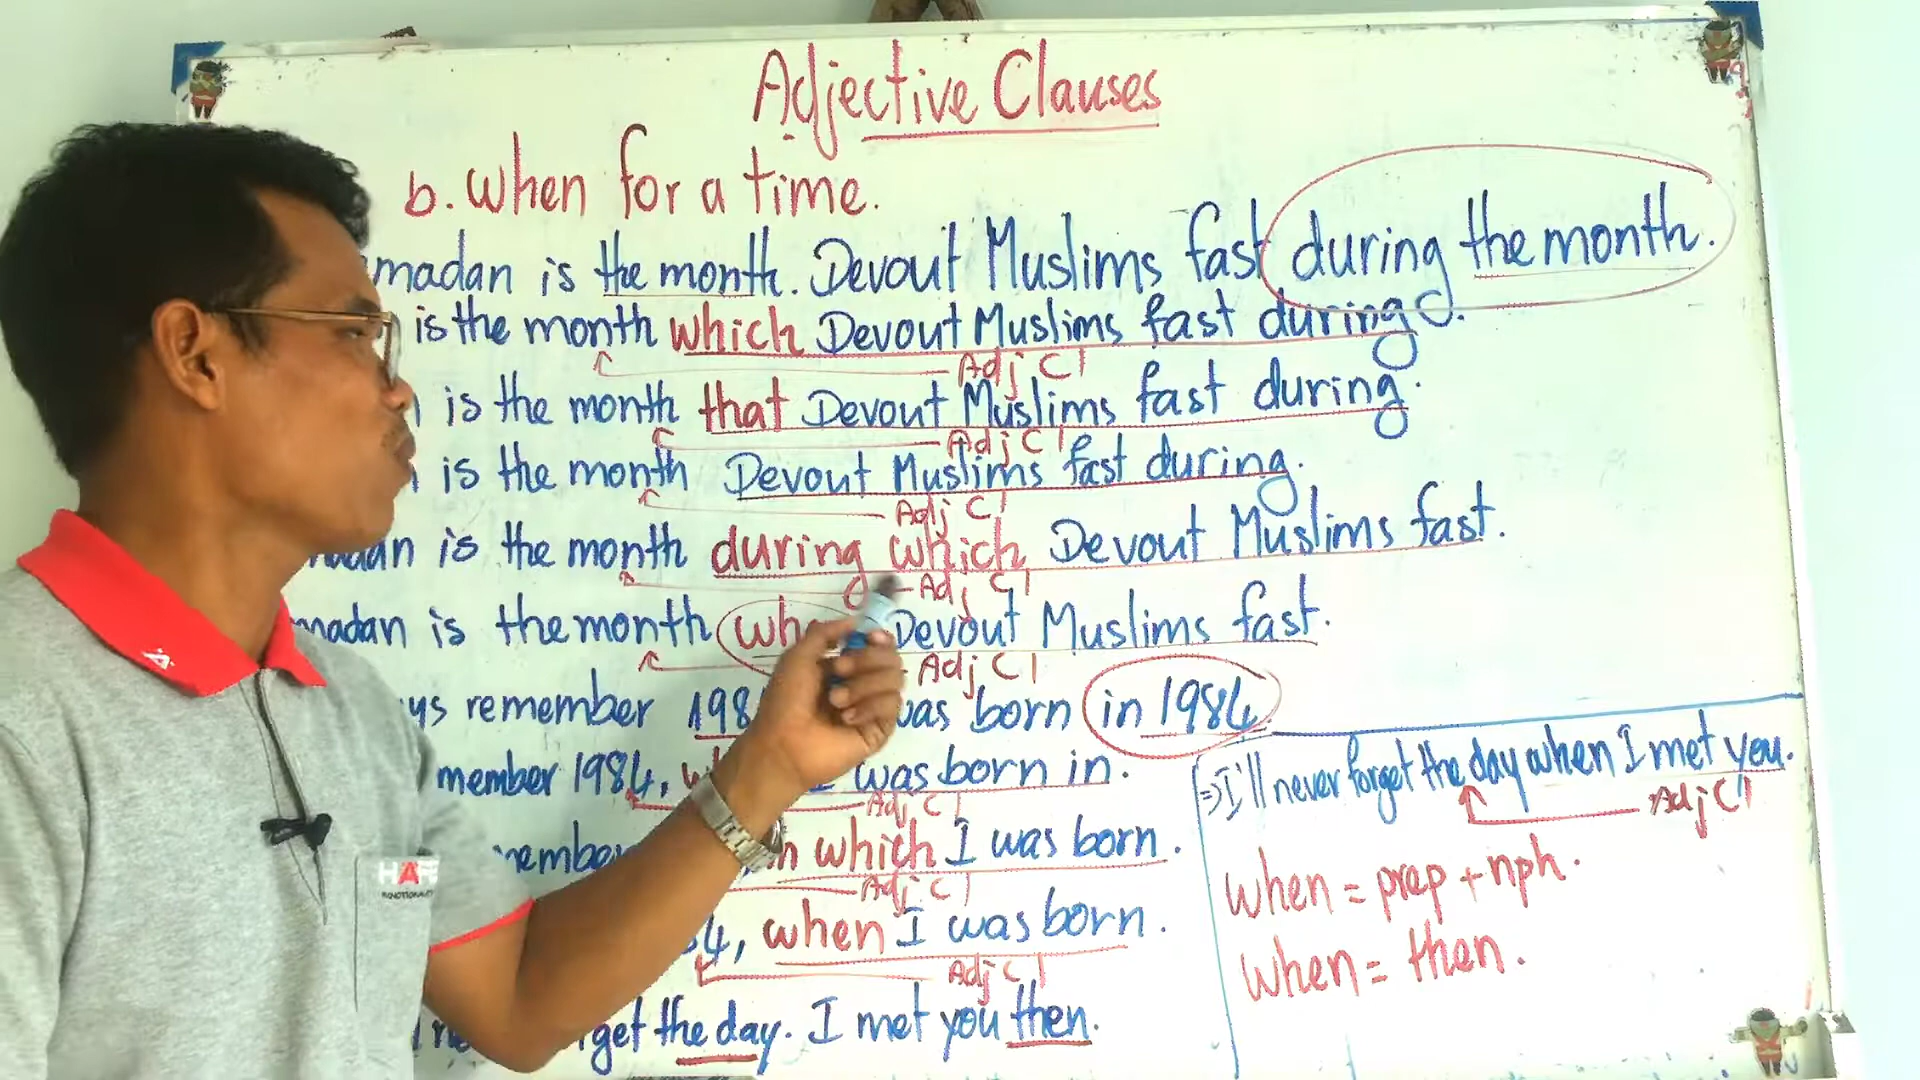 Adjective Clauses
b. When for a time.
madan is the month. Devout Muslims fast during the month.
is the month which Devout Muslims fast during.
Adj Cl
is the month that Devout Muslims fast during.
Adj Cl
is the month Devout Muslims fast during.
Adj Cl
is the month during which Devout Muslims fast.
Adj Cl
madan is the month Devout Muslims fast.
Adj Cl
remember was born in 1984
member 1984, I was born in.
Adj Cl
which I was born.
Adj Cl
, when I was born.
Adj Cl
get the day. I met you then.
=> I'll never forget the day when I met you.
Adj Cl
when = prep + nph.
when = then.
HAR